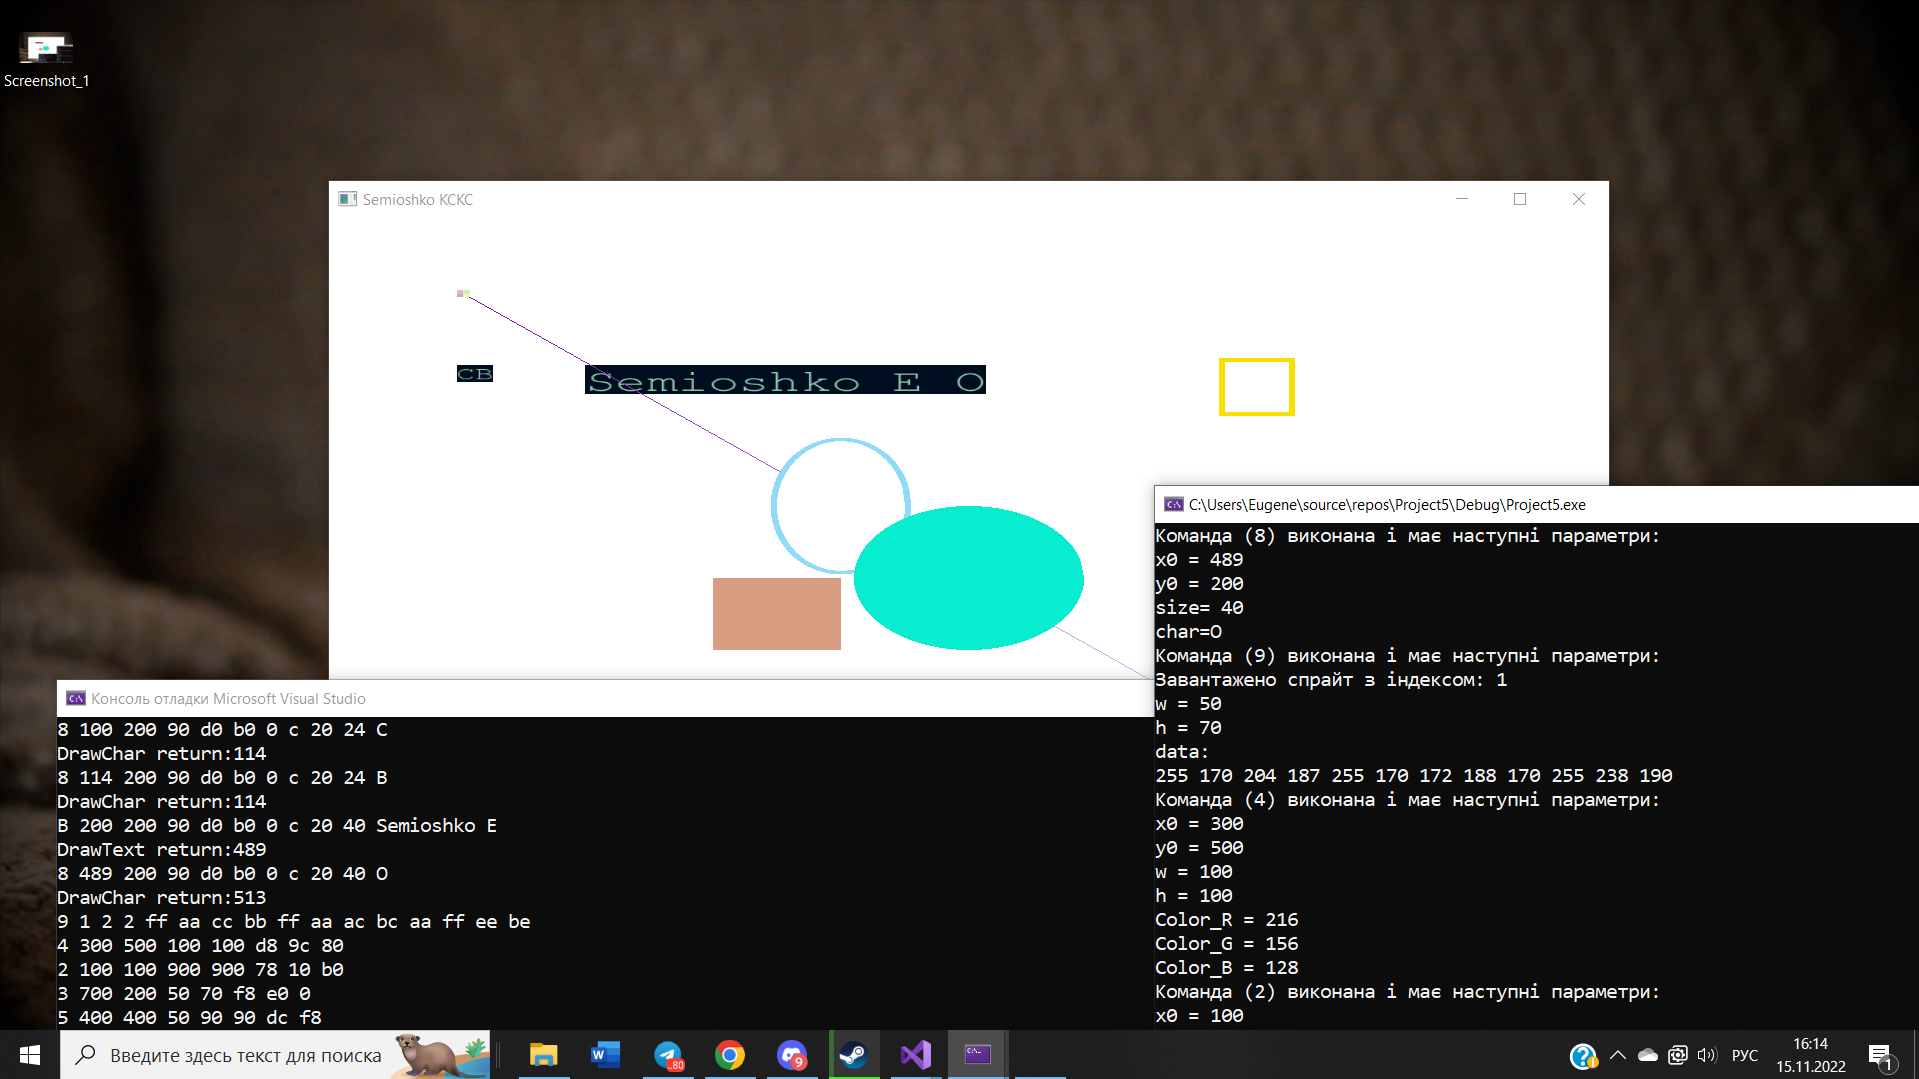 Screenshot_1
Semioshko КСКС
CB
Semioshko E O
C:\Users\Eugene\source\repos\Project5\Debug\Project5.exe
Команда (8) виконана і має наступні параметри:
x0 = 489
y0 = 200
size= 40
char=O
Команда (9) виконана і має наступні параметри:
Завантажено спрайт з індексом: 1
w = 50
h = 70
data:
255 170 204 187 255 170 172 188 170 255 238 190
Команда (4) виконана і має наступні параметри:
x0 = 300
y0 = 500
w = 100
h = 100
Color_R = 216
Color_G = 156
Color_B = 128
Команда (2) виконана і має наступні параметри:
x0 = 100
Консоль отладки Microsoft Visual Studio
8 100 200 90 d0 b0 0 c 20 24 C
DrawChar return:114
8 114 200 90 d0 b0 0 c 20 24 B
DrawChar return:114
B 200 200 90 d0 b0 0 c 20 40 Semioshko E
DrawText return:489
8 489 200 90 d0 b0 0 c 20 40 O
DrawChar return:513
9 1 2 2 ff aa cc bb ff aa ac bc aa ff ee be
4 300 500 100 100 d8 9c 80
2 100 100 900 900 78 10 b0
3 700 200 50 70 f8 e0 0
5 400 400 50 90 90 dc f8
Введите здесь текст для поиска
80
9
РУС
16:14
15.11.2022
1